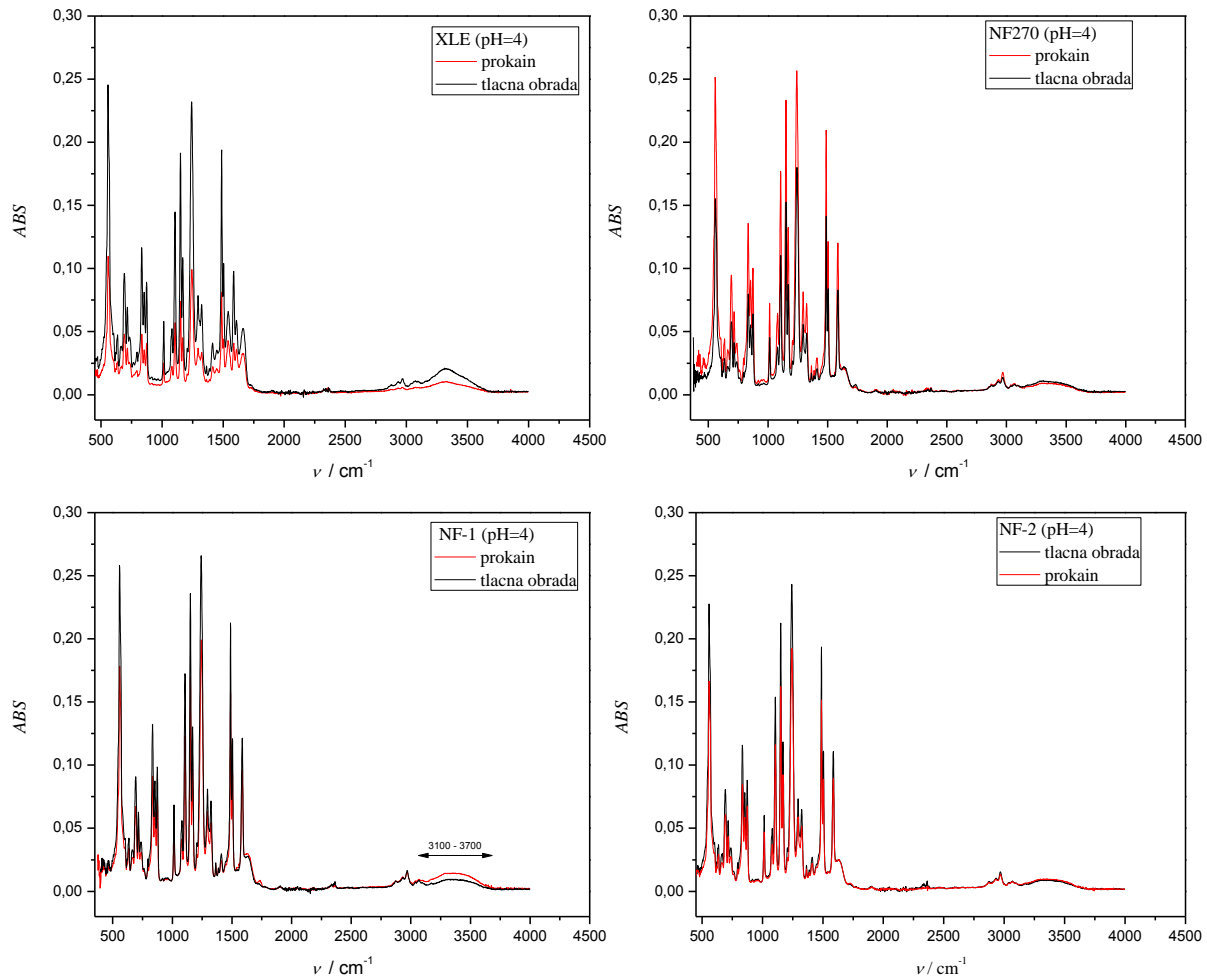 0,30
0,25
0,20
0,15
0,10
0,05
0,00
ABS
XLE (pH=4)
prokain
tlacna obrada
500 1000 1500 2000 2500 3000 3500 4000 4500
ν / cm⁻¹
0,30
0,25
0,20
0,15
0,10
0,05
0,00
ABS
NF270 (pH=4)
prokain
tlacna obrada
500 1000 1500 2000 2500 3000 3500 4000 4500
ν / cm⁻¹
0,30
0,25
0,20
0,15
0,10
0,05
0,00
ABS
NF-1 (pH=4)
prokain
tlacna obrada
3100 - 3700
500 1000 1500 2000 2500 3000 3500 4000 4500
ν / cm⁻¹
0,30
0,25
0,20
0,15
0,10
0,05
0,00
ABS
NF-2 (pH=4)
tlacna obrada
prokain
500 1000 1500 2000 2500 3000 3500 4000 4500
ν / cm⁻¹